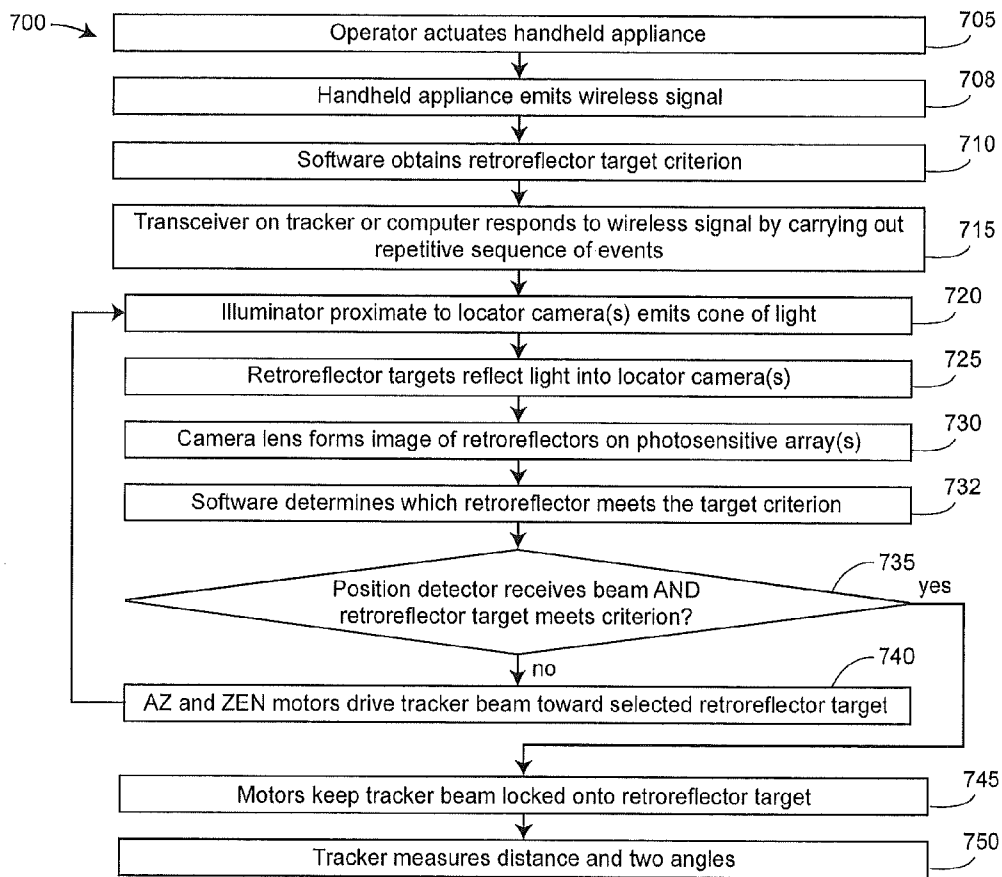 700
Operator actuates handheld appliance
705
Handheld appliance emits wireless signal
708
Software obtains retroreflector target criterion
710
Transceiver on tracker or computer responds to wireless signal by carrying out
repetitive sequence of events
715
Illuminator proximate to locator camera(s) emits cone of light
720
Retroreflector targets reflect light into locator camera(s)
725
Camera lens forms image of retroreflectors on photosensitive array(s)
730
Software determines which retroreflector meets the target criterion
732
Position detector receives beam AND
retroreflector target meets criterion?
735
yes
no
740
AZ and ZEN motors drive tracker beam toward selected retroreflector target
Motors keep tracker beam locked onto retroreflector target
745
Tracker measures distance and two angles
750